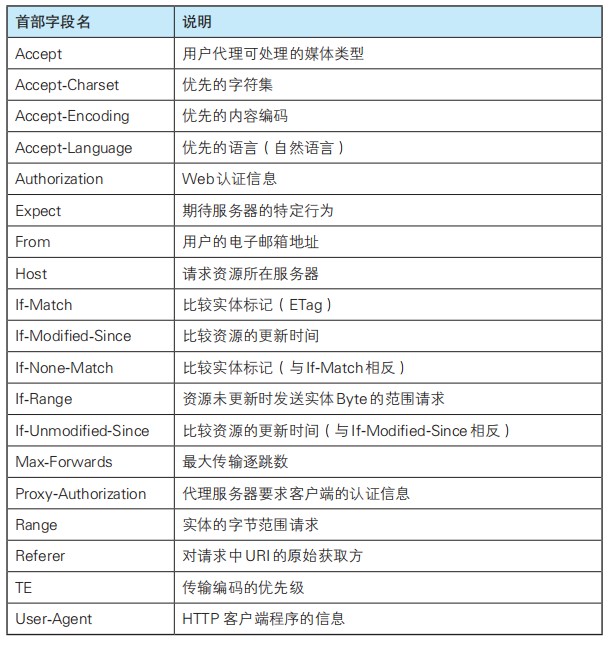 首部字段名 说明
Accept 用户代理可处理的媒体类型
Accept-Charset 优先的字符集
Accept-Encoding 优先的内容编码
Accept-Language 优先的语言（自然语言）
Authorization Web认证信息
Expect 期待服务器的特定行为
From 用户的电子邮箱地址
Host 请求资源所在服务器
If-Match 比较实体标记（ETag）
If-Modified-Since 比较资源的更新时间
If-None-Match 比较实体标记（与If-Match相反）
If-Range 资源未更新时发送实体Byte的范围请求
If-Unmodified-Since 比较资源的更新时间（与If-Modified-Since相反）
Max-Forwards 最大传输逐跳数
Proxy-Authorization 代理服务器要求客户端的认证信息
Range 实体的字节范围请求
Referer 对请求中URI的原始获取方
TE 传输编码的优先级
User-Agent HTTP 客户端程序的信息